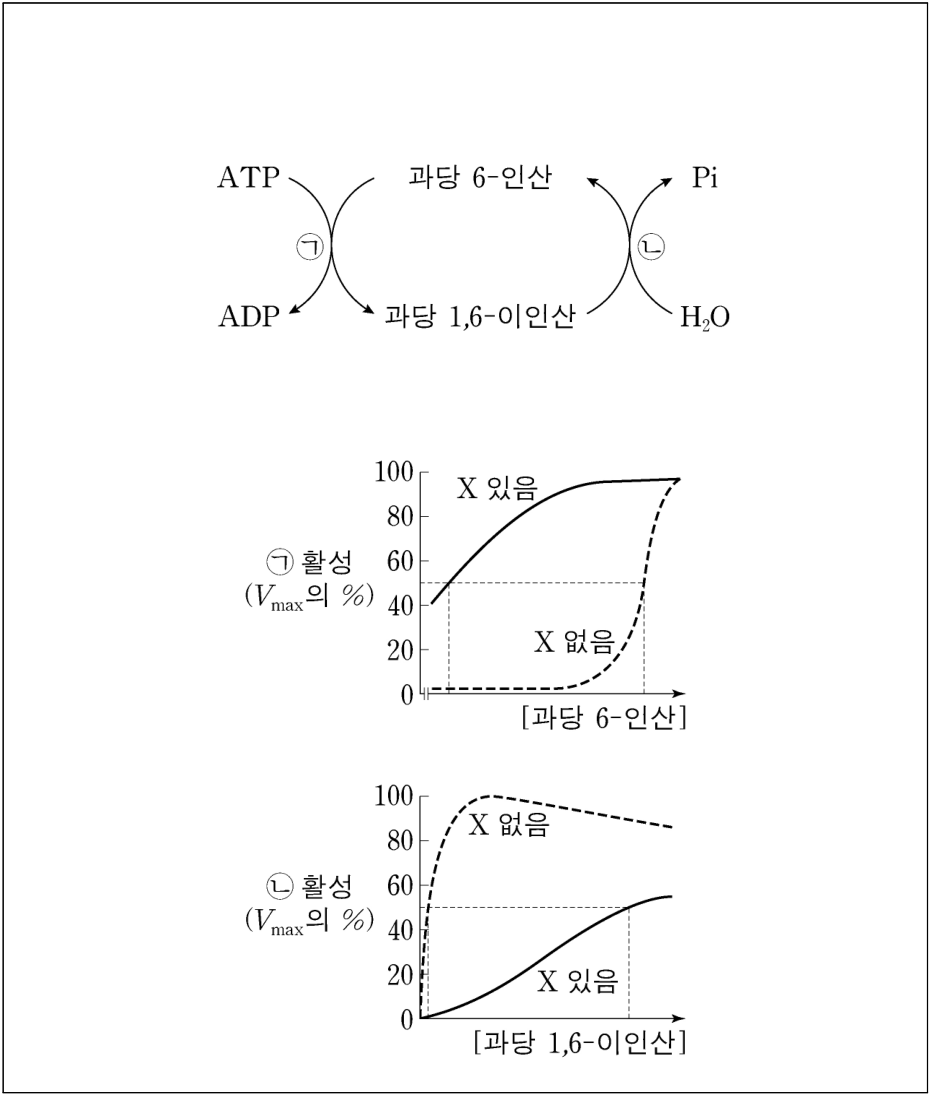 ATP 과당 6-인산 Pi
㉠ ㉡
ADP 과당 1,6-이인산 H₂O
100
X 있음
80
㉠ 활성 60
(Vmax의 %) 40
X 없음
20
0
[과당 6-인산]
100
X 없음
80
㉡ 활성 60
(Vmax의 %) 40
20 X 있음
0
[과당 1,6-이인산]